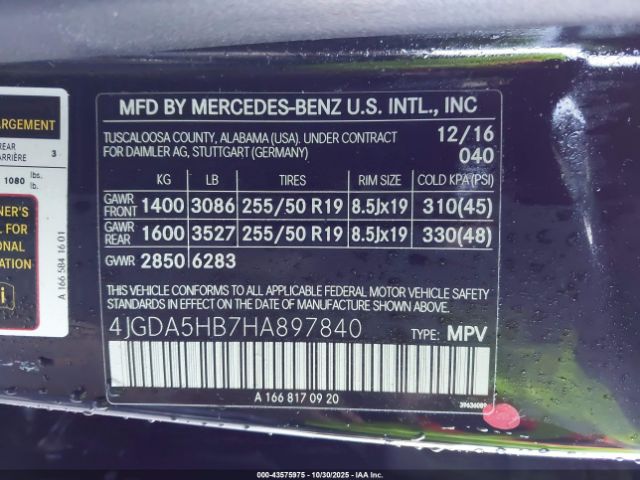 ARGEMENT
REAR
ARRIÈRE 3
1080 lbs.
lb.
NER'S
FOR
ONAL
ATION
A 166 584 16 01
MFD BY MERCEDES-BENZ U.S. INTL., INC
TUSCALOOSA COUNTY, ALABAMA (USA). UNDER CONTRACT 12/16
FOR DAIMLER AG, STUTTGART (GERMANY) 040
KG LB TIRES RIM SIZE COLD KPA(PSI)
GAWR FRONT 1400 3086 255/50 R19 8.5Jx19 310(45)
GAWR REAR 1600 3527 255/50 R19 8.5Jx19 330(48)
GVWR 2850 6283
THIS VEHICLE CONFORMS TO ALL APPLICABLE FEDERAL MOTOR VEHICLE SAFETY
STANDARDS IN EFFECT ON THE DATE OF MANUFACTURE SHOWN ABOVE.
4JGDA5HB7HA897840 TYPE: MPV
A 166 817 09 20
39636089
© - 43575975 - 10/30/2025 - IAAI.com